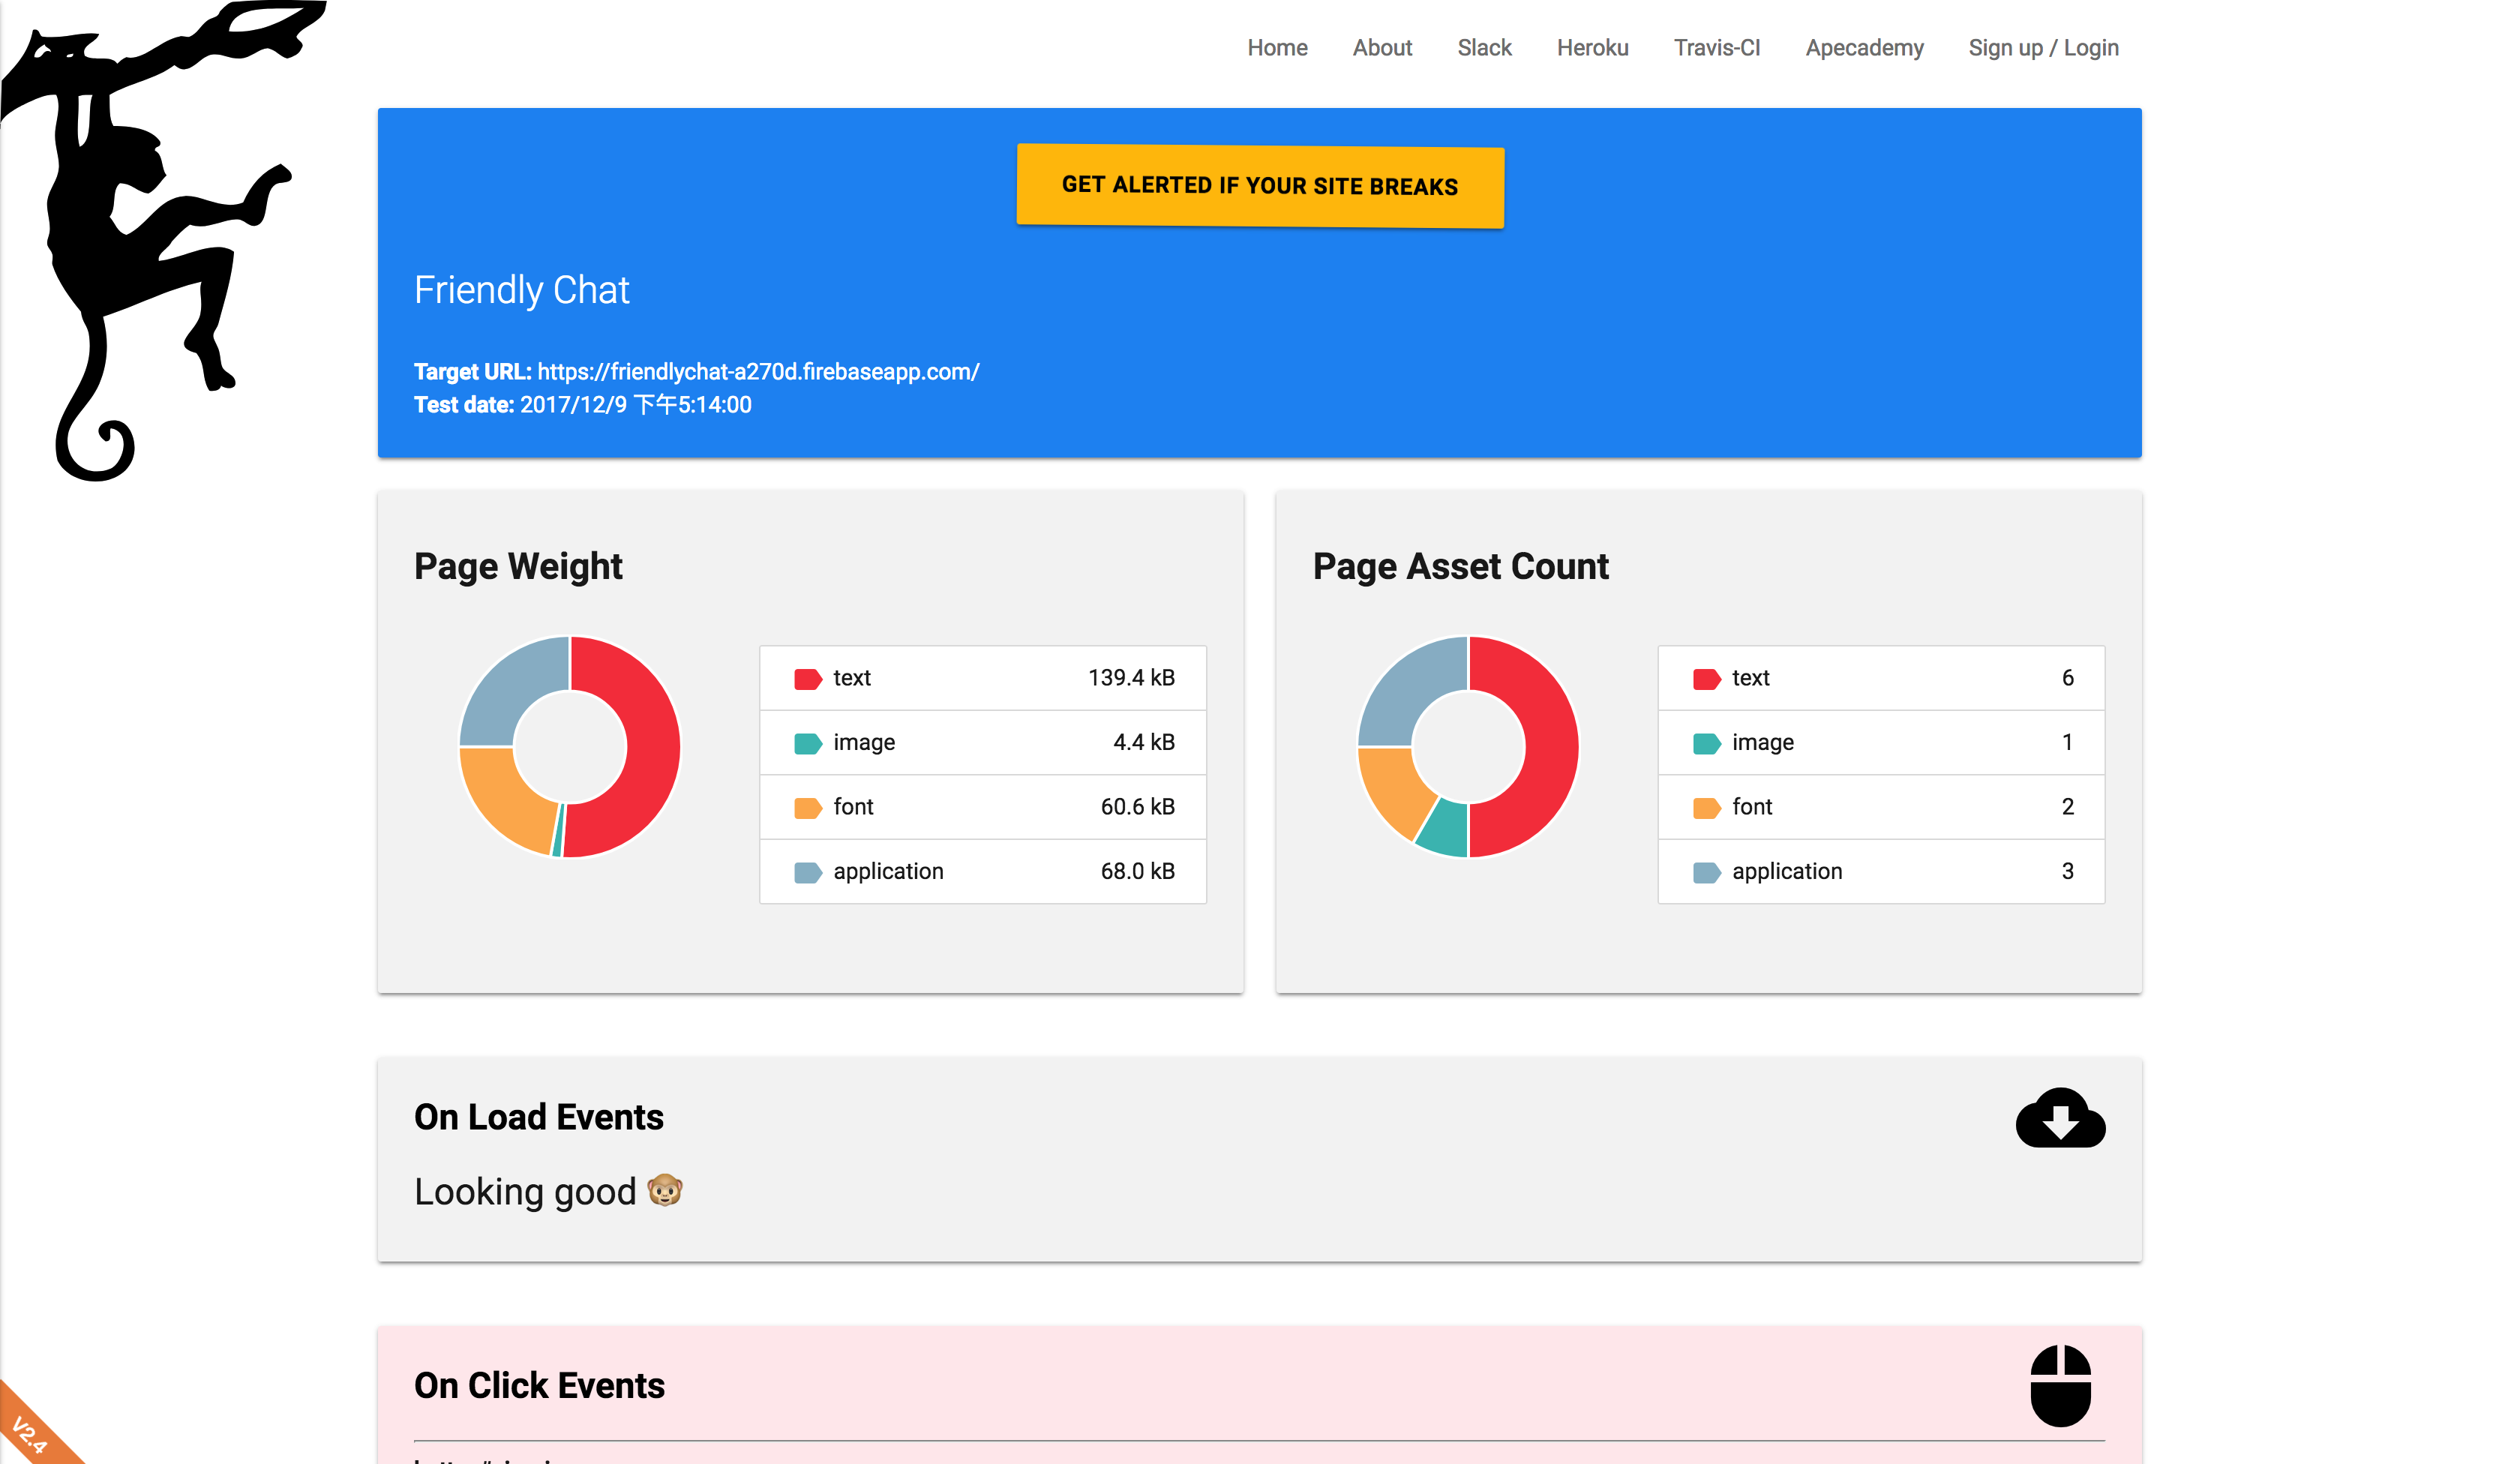 Home About Slack Heroku Travis-CI Apecademy Sign up / Login
GET ALERTED IF YOUR SITE BREAKS
Friendly Chat
Target URL: https://friendlychat-a270d.firebaseapp.com/
Test date: 2017/12/9 下午5:14:00
Page Weight
text 139.4 kB
image 4.4 kB
font 60.6 kB
application 68.0 kB
Page Asset Count
text 6
image 1
font 2
application 3
On Load Events
Looking good 🐵
On Click Events
V2.4